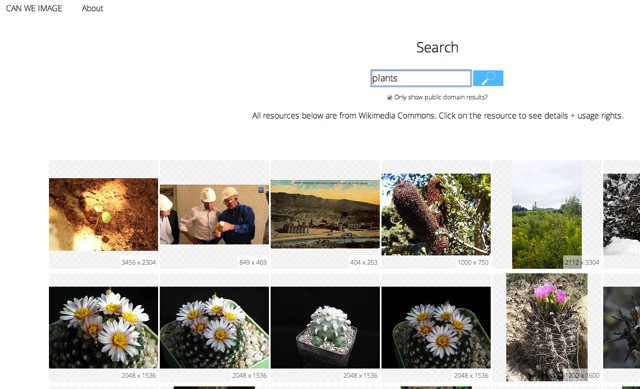 CAN WE IMAGE About
Search
plants
Only show public domain results?
All resources below are from Wikimedia Commons. Click on the resource to see details + usage rights.
3456 x 2304
849 x 469
404 x 253
1000 x 750
2112 x 3304
2048 x 1536
2048 x 1536
2048 x 1536
2048 x 1536
1200 x 1600